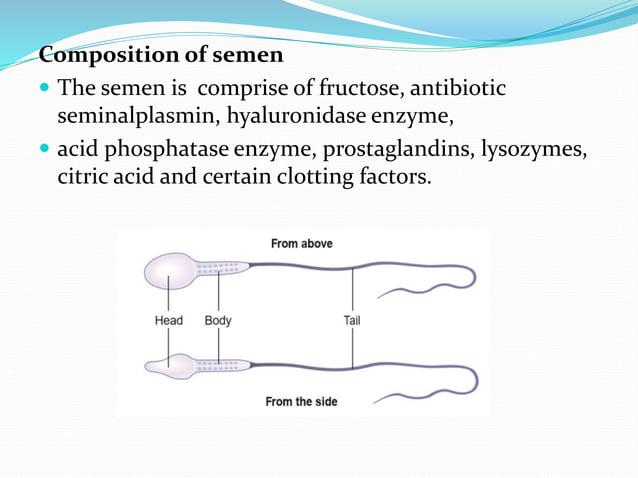 Composition of semen
The semen is comprise of fructose, antibiotic
seminalplasmin, hyaluronidase enzyme,
acid phosphatase enzyme, prostaglandins, lysozymes,
citric acid and certain clotting factors.
From above
Head Body Tail
From the side